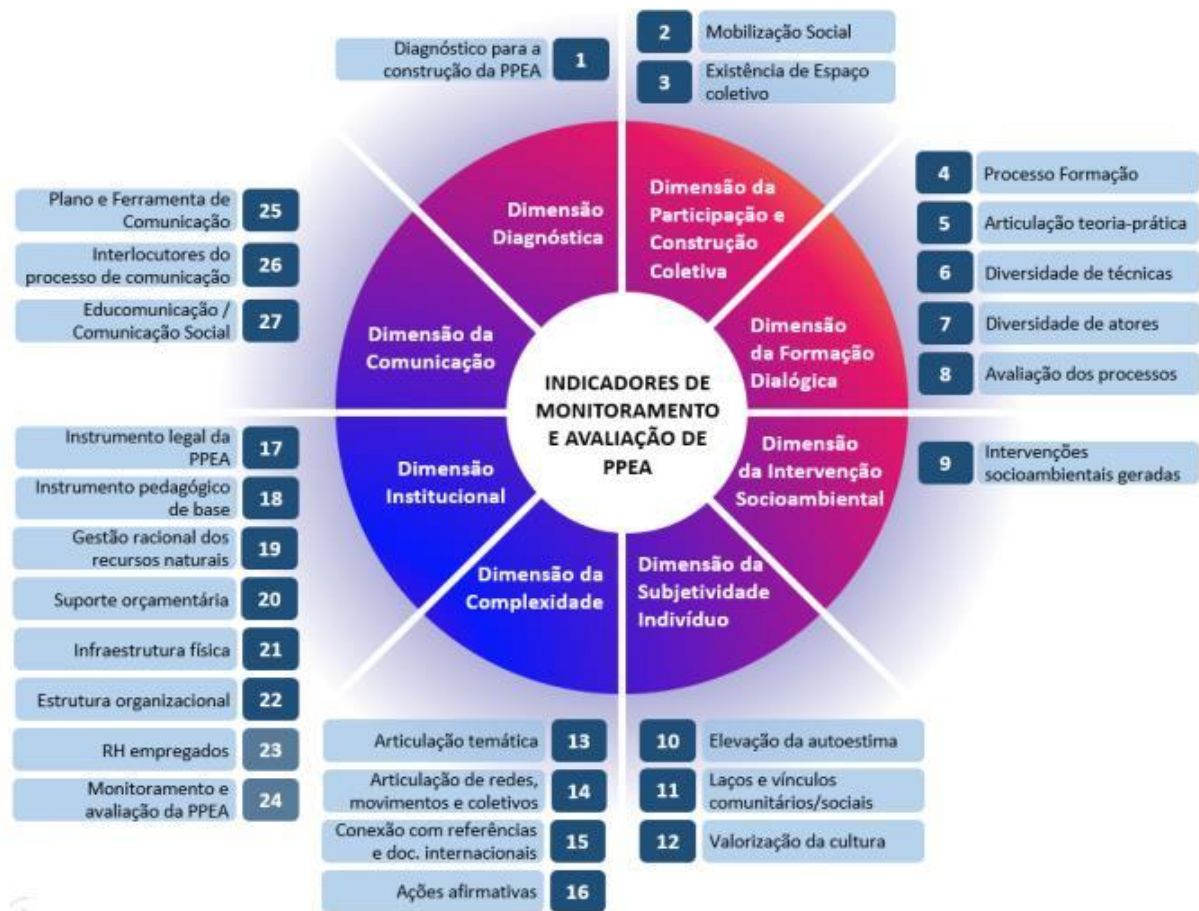 Diagnóstico para a
construção da PPEA
1
2
Mobilização Social
3
Existência de Espaço
coletivo
4
Processo Formação
5
Articulação teoria-prática
6
Diversidade de técnicas
7
Diversidade de atores
8
Avaliação dos processos
9
Intervenções
socioambientais geradas
10
Elevação da autoestima
11
Laços e vínculos
comunitários/sociais
12
Valorização da cultura
Articulação temática
13
Articulação de redes,
movimentos e coletivos
14
Conexão com referências
e doc. internacionais
15
Ações afirmativas
16
Instrumento legal da
PPEA
17
Instrumento pedagógico
de base
18
Gestão racional dos
recursos naturais
19
Suporte orçamentária
20
Infraestrutura física
21
Estrutura organizacional
22
RH empregados
23
Monitoramento e
avaliação da PPEA
24
Plano e Ferramenta de
Comunicação
25
Interlocutores do
processo de comunicação
26
Educomunicação /
Comunicação Social
27
Dimensão
Diagnóstica
Dimensão da
Participação e
Construção
Coletiva
Dimensão
da Formação
Dialógica
Dimensão
da Intervenção
Socioambiental
Dimensão da
Subjetividade
Indivíduo
Dimensão da
Complexidade
Dimensão
Institucional
Dimensão da
Comunicação
INDICADORES DE
MONITORAMENTO
E AVALIAÇÃO DE
PPEA